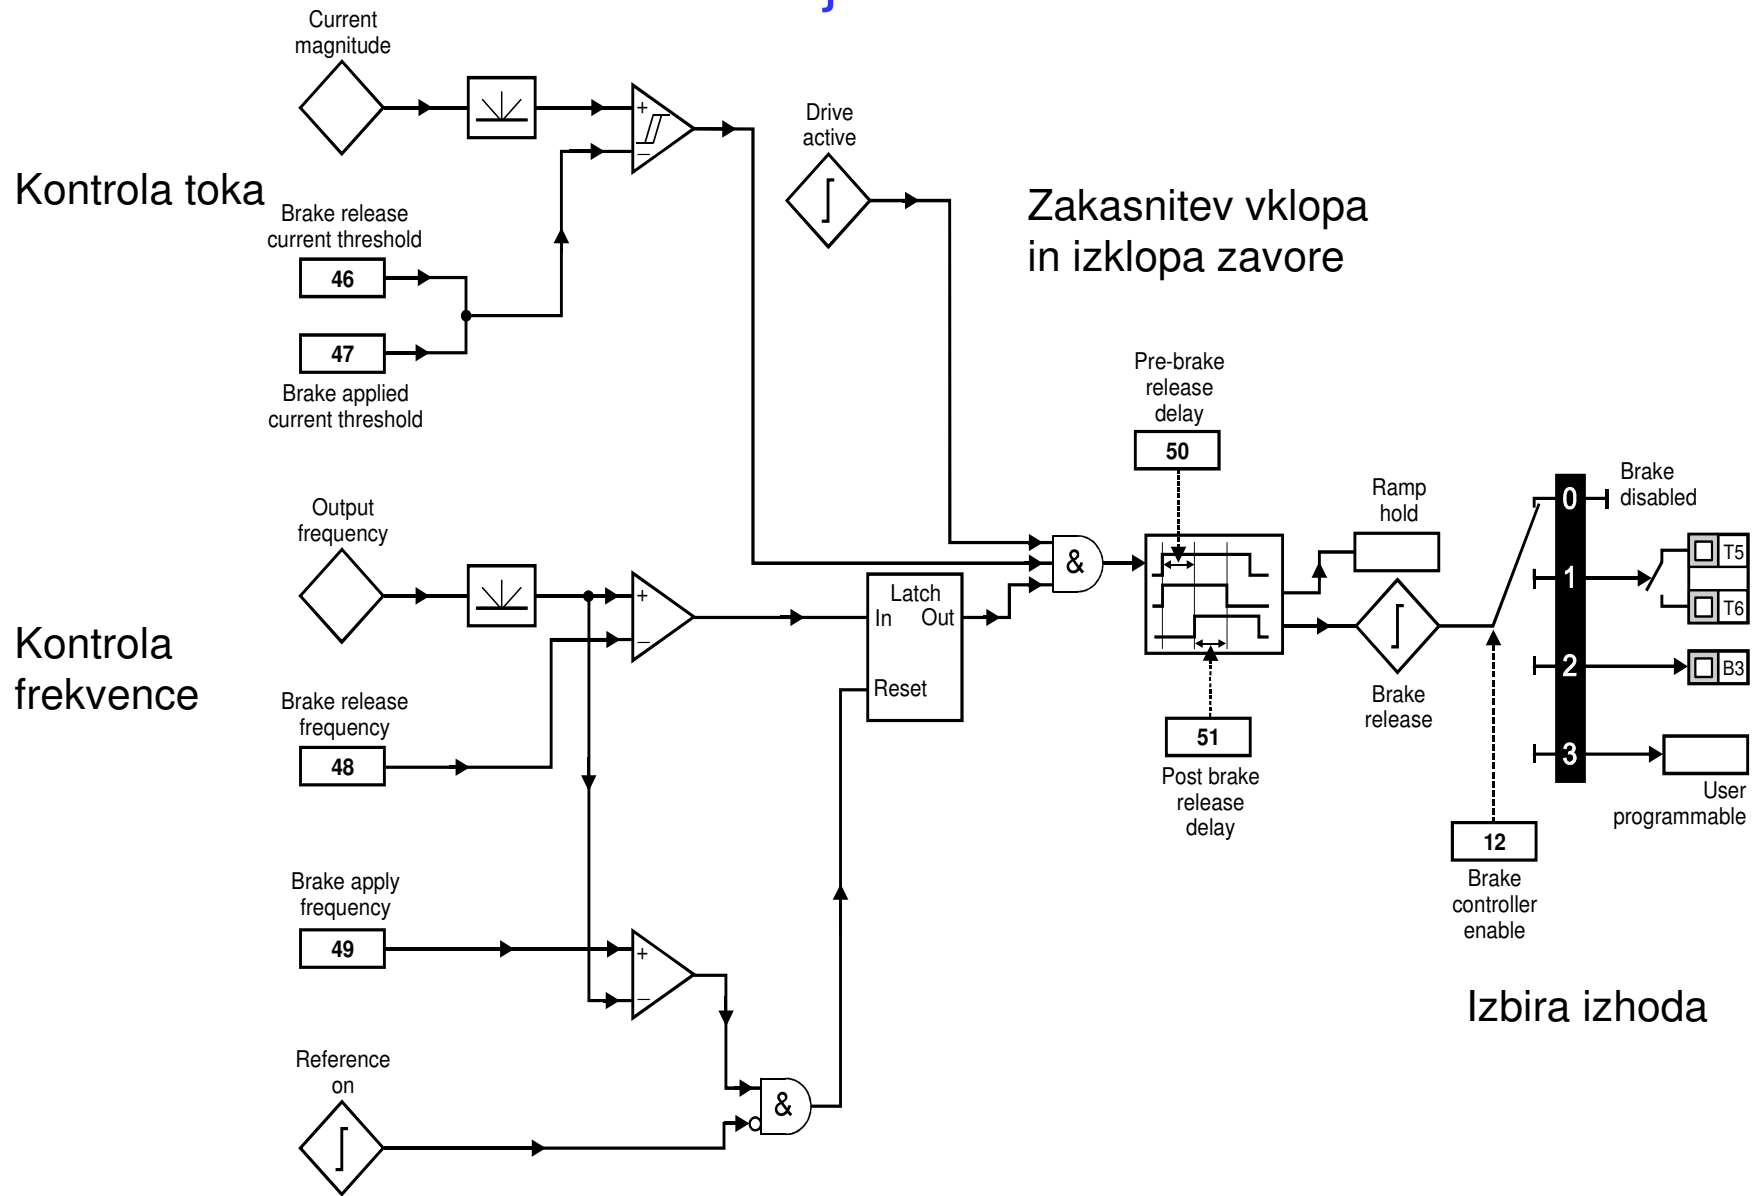 j
Current
magnitude
+
−
Kontrola toka
Brake release
current threshold
46
47
Brake applied
current threshold
Drive
active
Zakasnitev vklopa
in izklopa zavore
Pre-brake
release
delay
50
Output
frequency
+
−
Kontrola
frekvence
Brake release
frequency
48
Latch
In Out
Reset
&
51
Post brake
release
delay
Ramp
hold
Brake
release
0
Brake
disabled
1
T5
T6
2
B3
3
User
programmable
12
Brake
controller
enable
Izbira izhoda
Brake apply
frequency
49
+
−
Reference
on
&